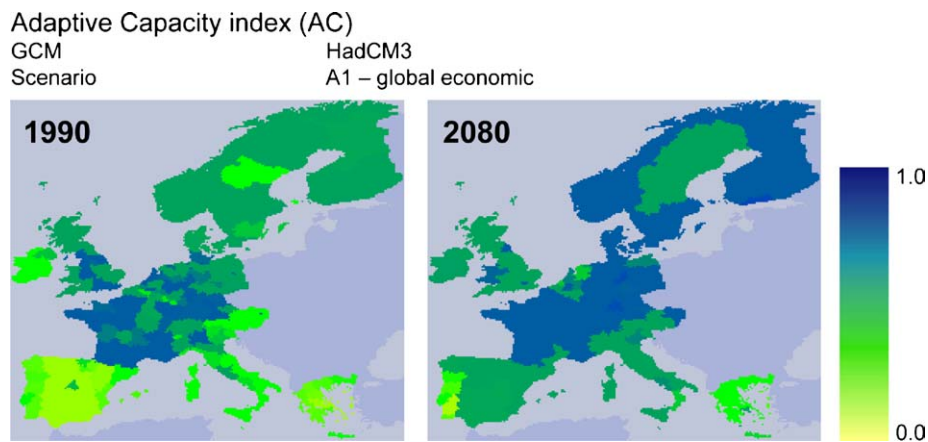 Adaptive Capacity index (AC)
GCM HadCM3
Scenario A1 – global economic
1990 2080
1.0
0.0